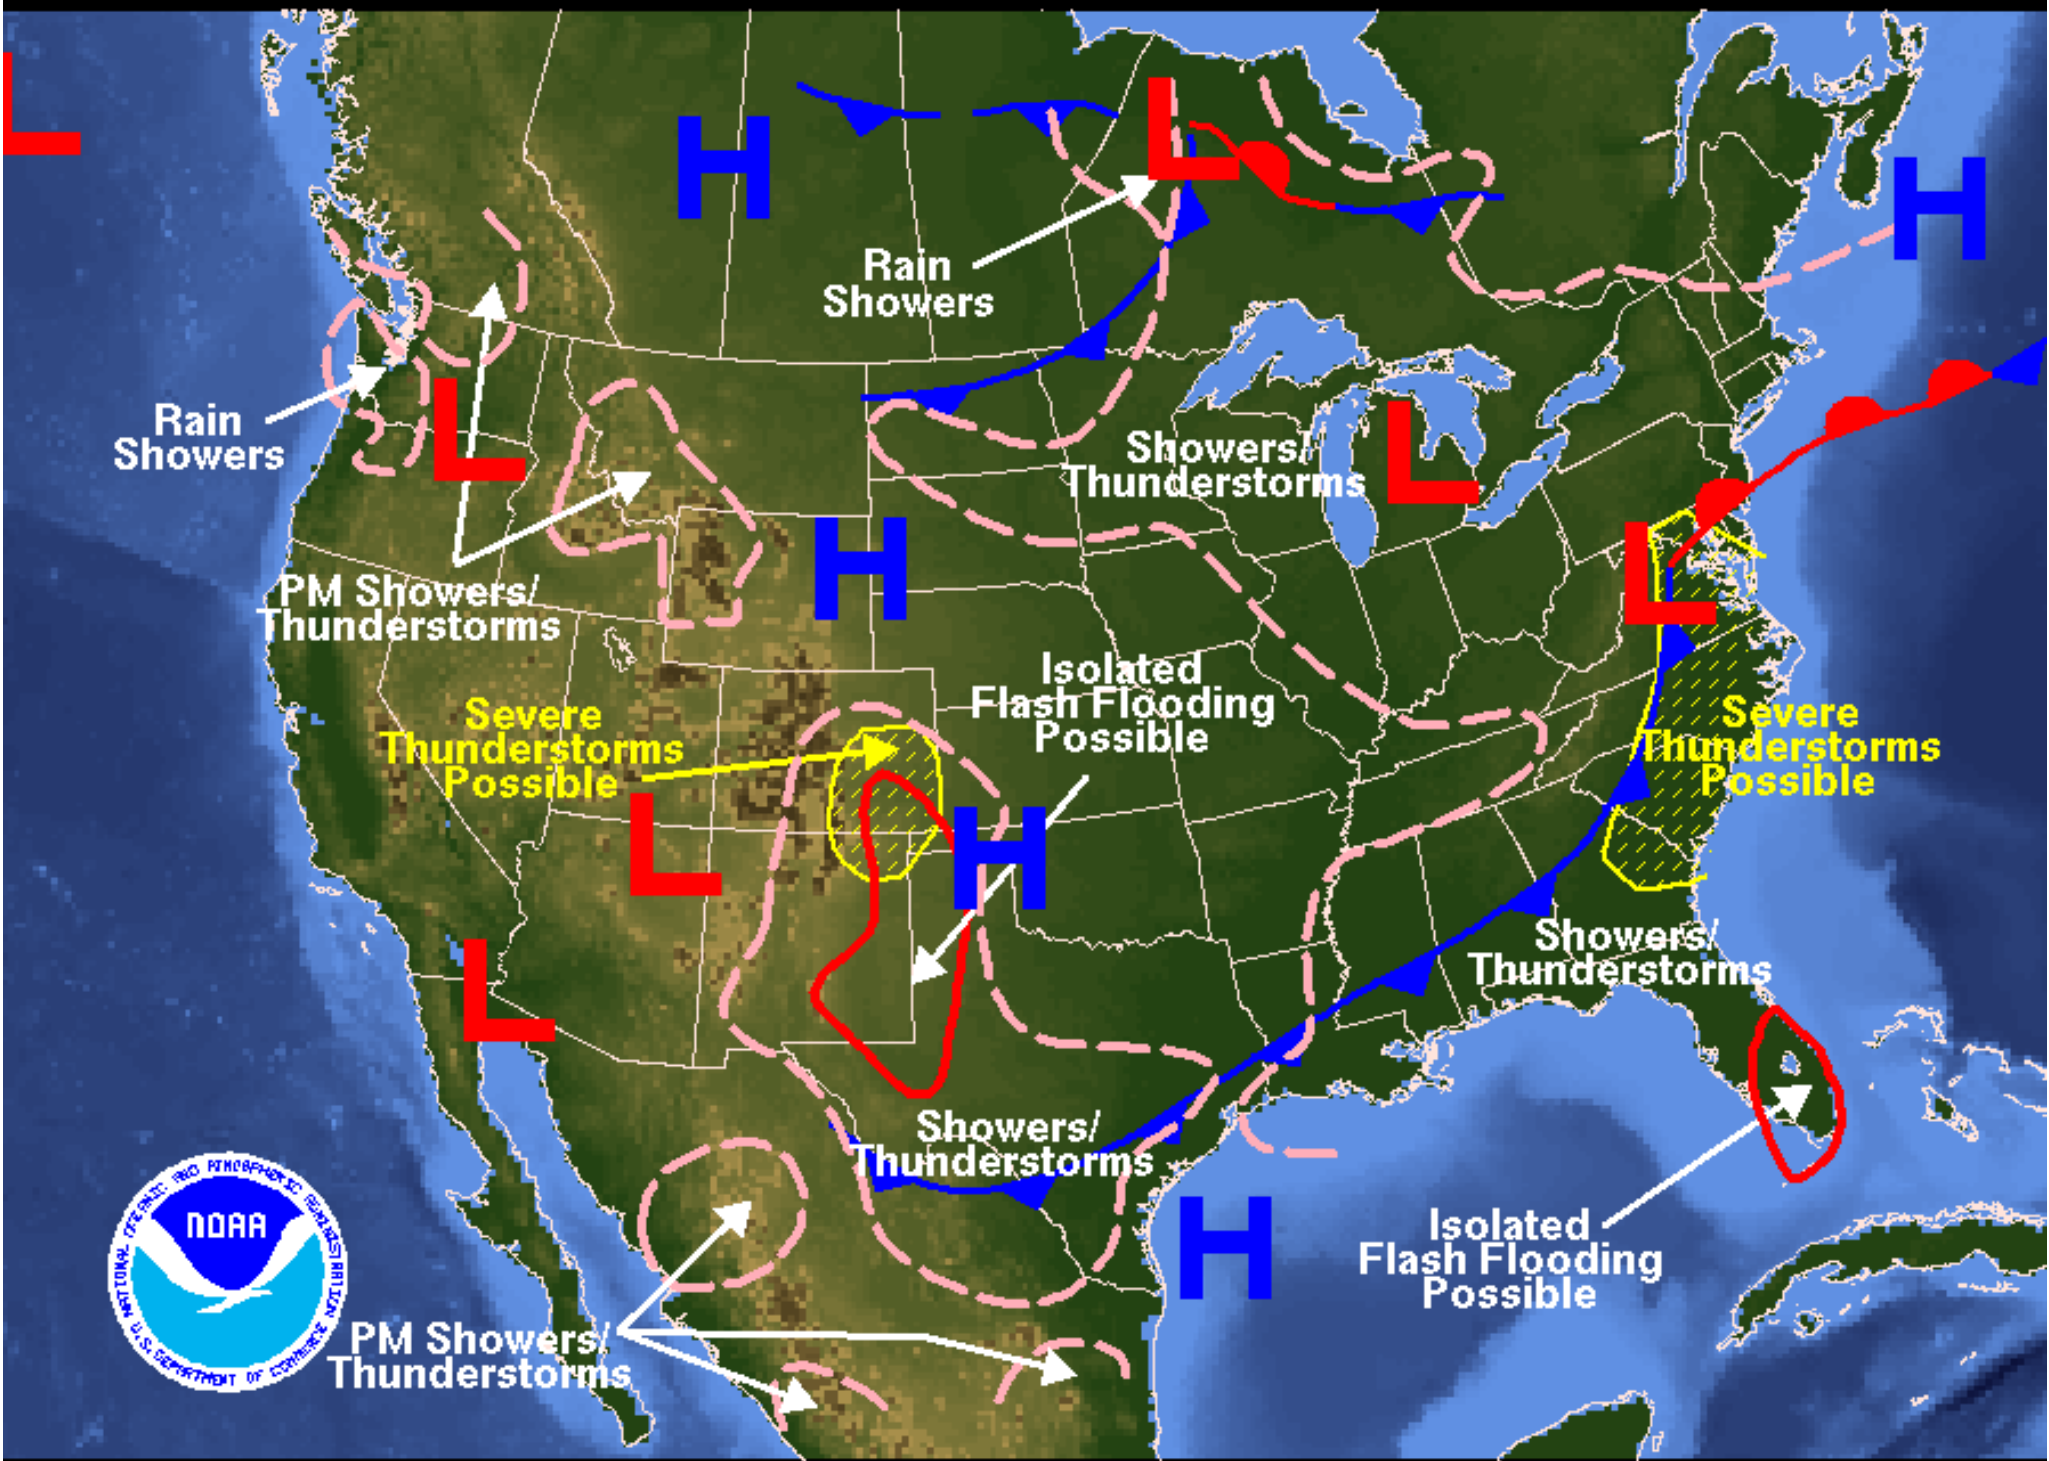 H
L
L
H
Rain
Showers
Rain
Showers
L
L
Showers/
Thunderstorms
L
H
PM Showers/
Thunderstorms
Isolated
Flash Flooding
Possible
Severe
Thunderstorms
Possible
Severe
Thunderstorms
Possible
L
H
L
Showers/
Thunderstorms
Showers/
Thunderstorms
H
Isolated
Flash Flooding
Possible
PM Showers/
Thunderstorms
NATIONAL OCEANIC AND ATMOSPHERIC ADMINISTRATION
NOAA
U.S. DEPARTMENT OF COMMERCE